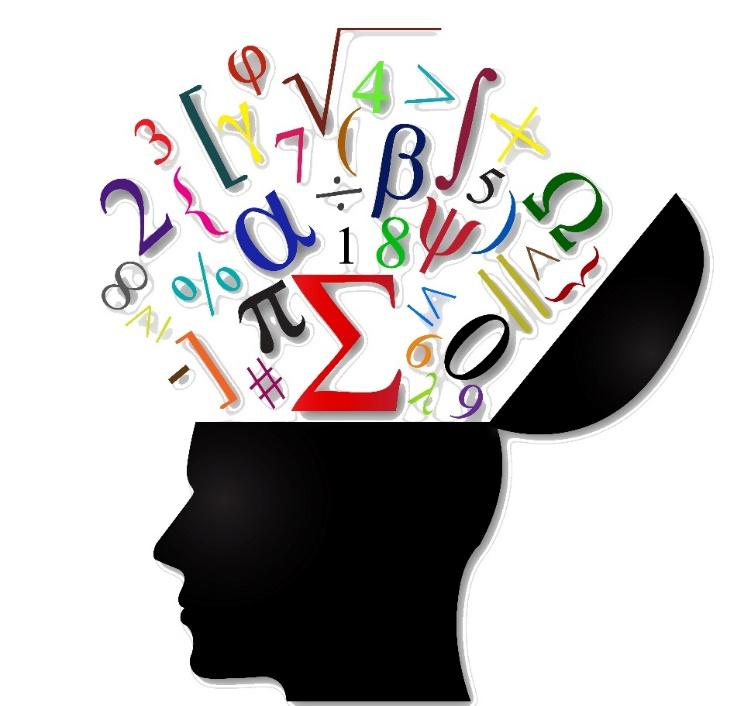 φ √ 4 >
3 [ γ 7 ( β ∫ +
2 { α ÷ 1 8 ψ 5 ) Ω
∞ % π Σ ≤ || < }
≥ - ] # 6 0 λ 9